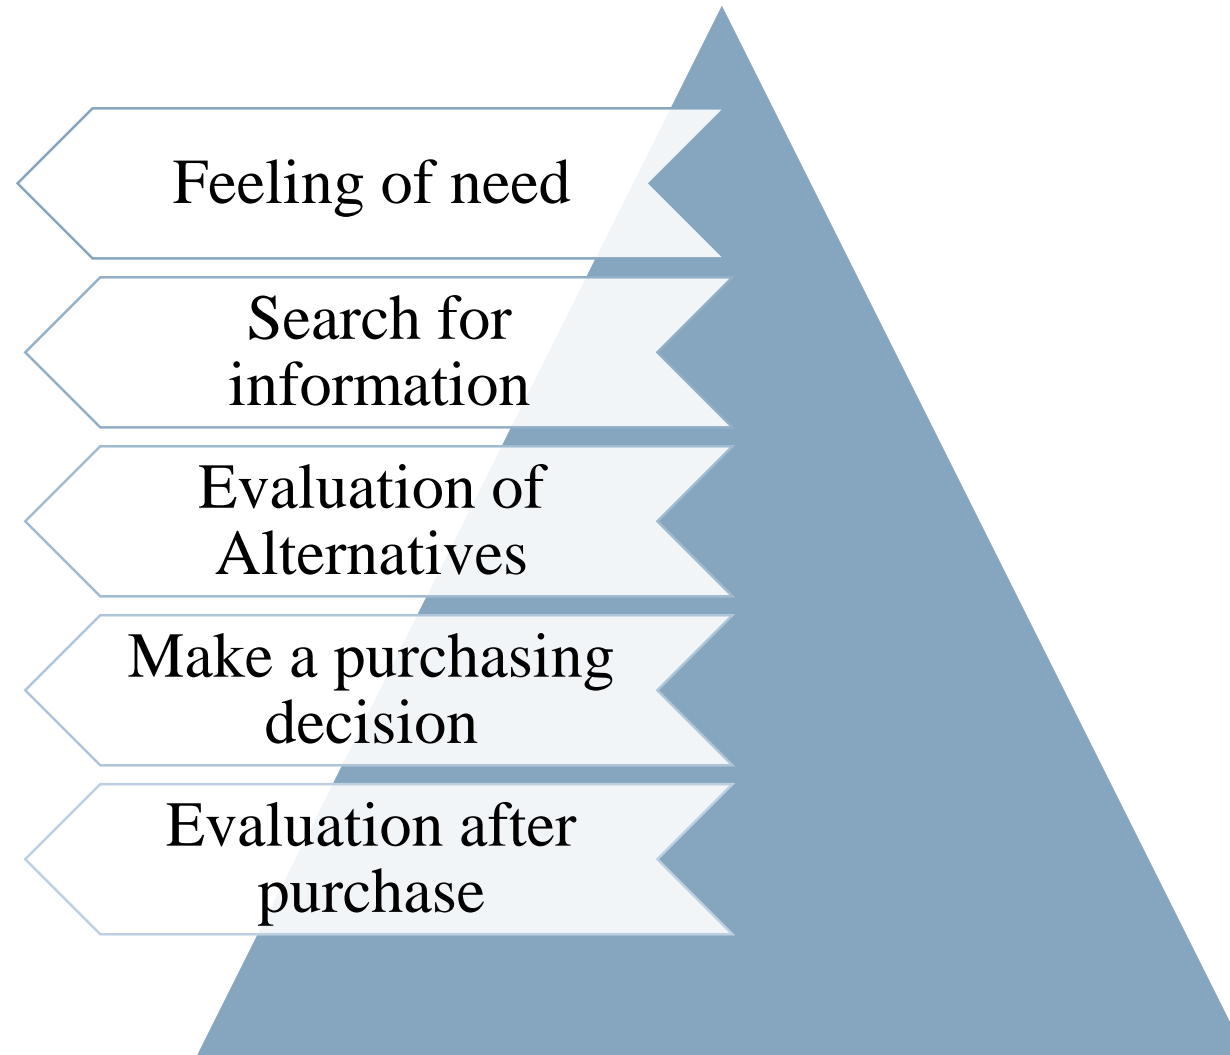 Feeling of need
Search for
information
Evaluation of
Alternatives
Make a purchasing
decision
Evaluation after
purchase